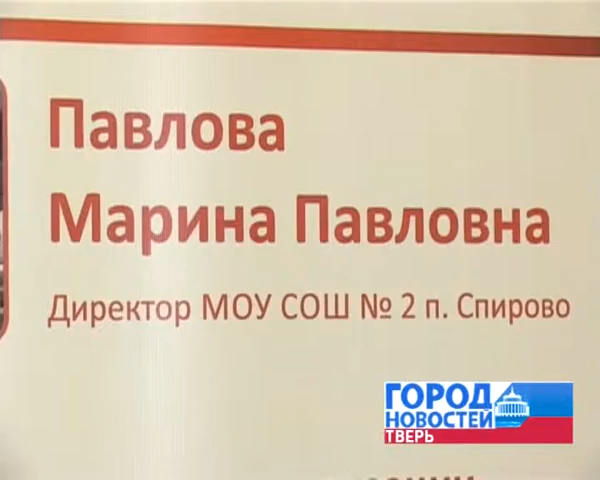 Павлова
Марина Павловна
Директор МОУ СОШ № 2 п. Спирово
ГОРОД
НОВОСТЕЙ
ТВЕРЬ